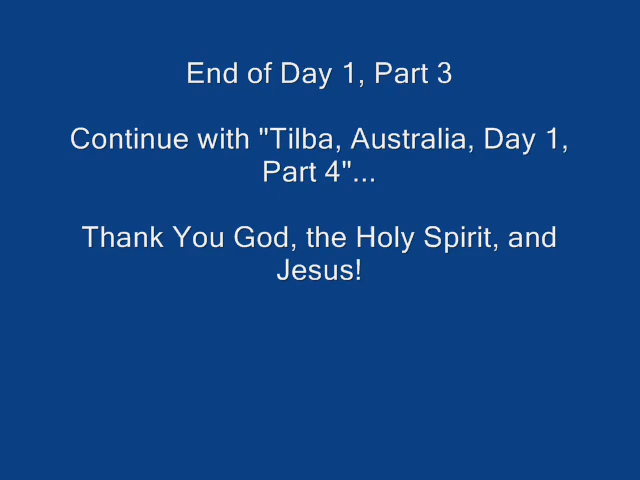 End of Day 1, Part 3
Continue with "Tilba, Australia, Day 1,
Part 4"...
Thank You God, the Holy Spirit, and
Jesus!